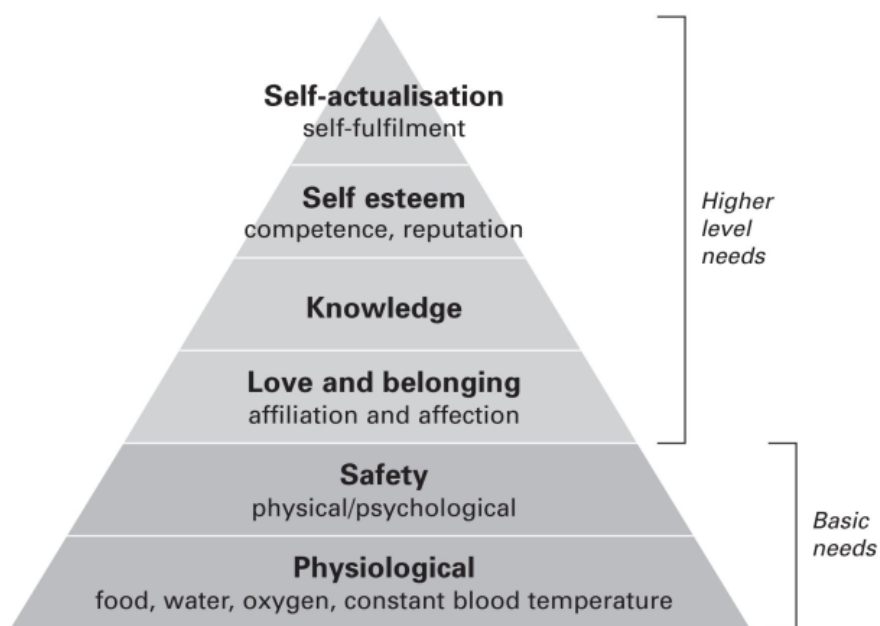 Self-actualisation
self-fulfilment
Self esteem
competence, reputation
Higher
level
needs
Knowledge
Love and belonging
affiliation and affection
Safety
physical/psychological
Basic
needs
Physiological
food, water, oxygen, constant blood temperature